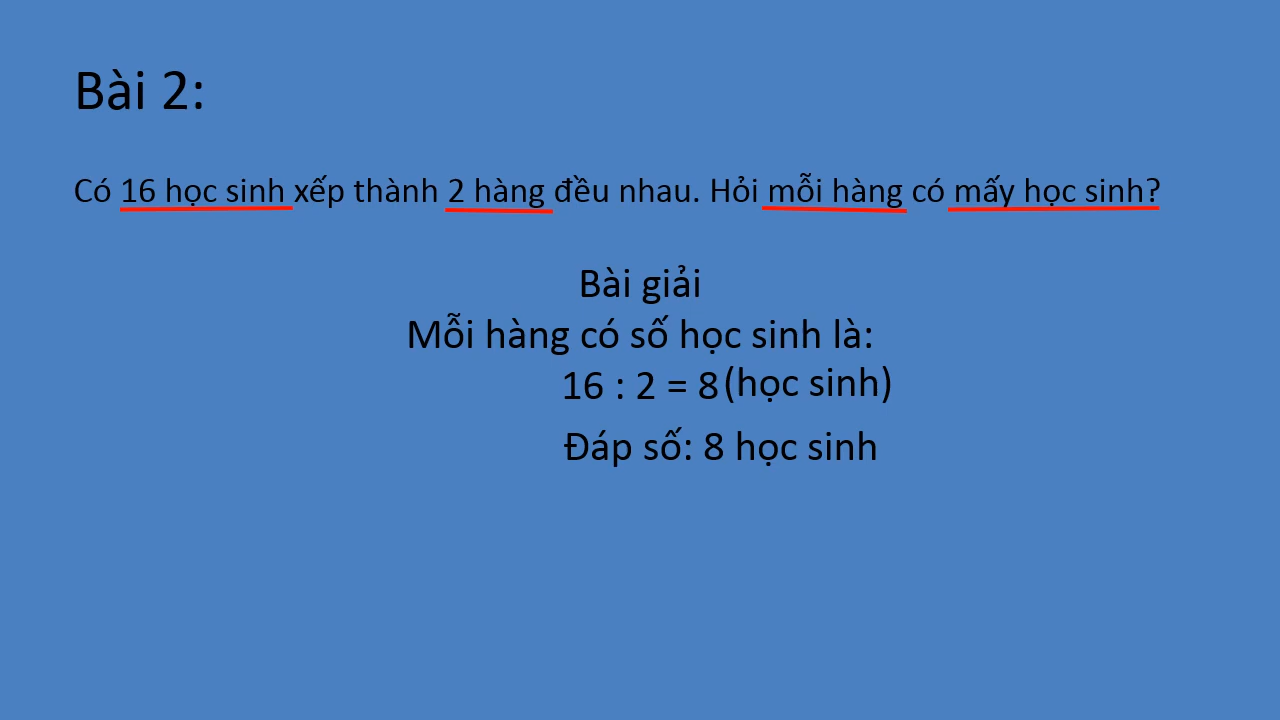 Bài 2:
Có 16 học sinh xếp thành 2 hàng đều nhau. Hỏi mỗi hàng có mấy học sinh?
Bài giải
Mỗi hàng có số học sinh là:
16 : 2 = 8 (học sinh)
Đáp số: 8 học sinh